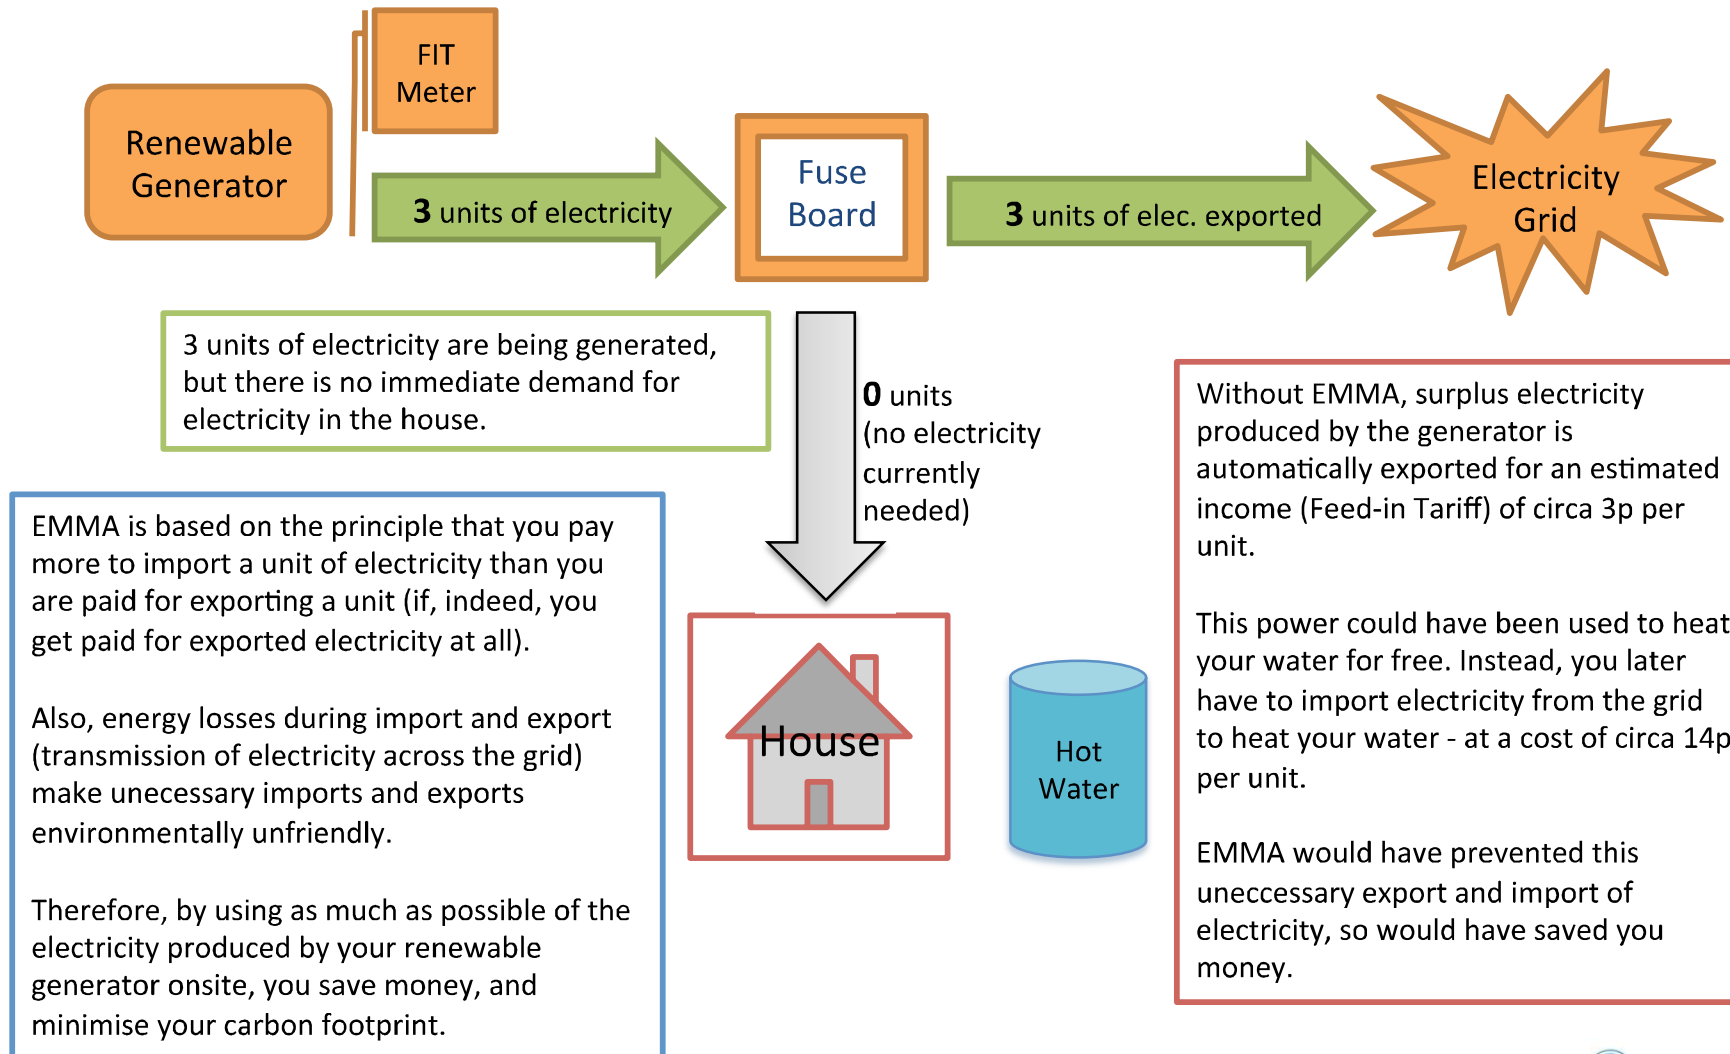 FIT
Meter
Renewable
Generator
3 units of electricity
Fuse
Board
3 units of elec. exported
Electricity
Grid
3 units of electricity are being generated,
but there is no immediate demand for
electricity in the house.
0 units
(no electricity
currently
needed)
EMMA is based on the principle that you pay
more to import a unit of electricity than you
are paid for exporting a unit (if, indeed, you
get paid for exported electricity at all).
Also, energy losses during import and export
(transmission of electricity across the grid)
make unecessary imports and exports
environmentally unfriendly.
Therefore, by using as much as possible of the
electricity produced by your renewable
generator onsite, you save money, and
minimise your carbon footprint.
House
Hot
Water
Without EMMA, surplus electricity
produced by the generator is
automatically exported for an estimated
income (Feed-in Tariff) of circa 3p per
unit.
This power could have been used to heat
your water for free. Instead, you later
have to import electricity from the grid
to heat your water - at a cost of circa 14p
per unit.
EMMA would have prevented this
uneccessary export and import of
electricity, so would have saved you
money.